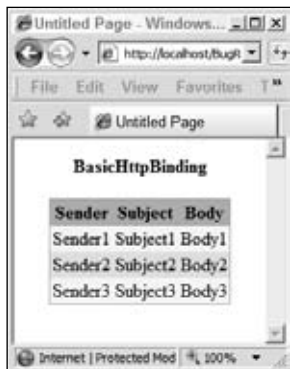 Untitled Page - Windows...
http://localhost/BugR
File Edit View Favorites T
Untitled Page
BasicHttpBinding
Sender Subject Body
Sender1 Subject1 Body1
Sender2 Subject2 Body2
Sender3 Subject3 Body3
Internet | Protected Mod 100%